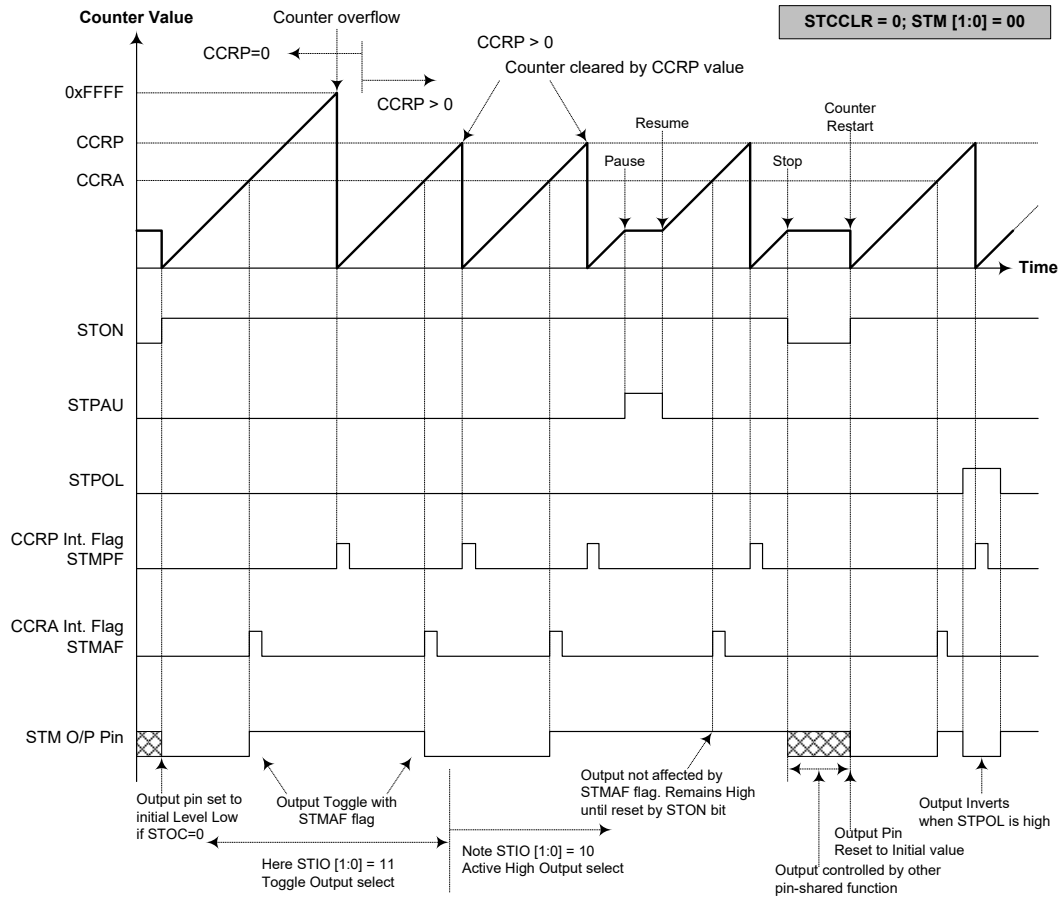 Counter Value
Counter overflow
STCCLR = 0; STM [1:0] = 00
CCRP=0
CCRP > 0
CCRP > 0
Counter cleared by CCRP value
0xFFFF
CCRP
CCRA
Pause
Resume
Stop
Counter
Restart
Time
STON
STPAU
STPOL
CCRP Int. Flag
STMPF
CCRA Int. Flag
STMAF
STM O/P Pin
Output pin set to
initial Level Low
if STOC=0
Output Toggle with
STMAF flag
Here STIO [1:0] = 11
Toggle Output select
Note STIO [1:0] = 10
Active High Output select
Output not affected by
STMAF flag. Remains High
until reset by STON bit
Output Pin
Reset to Initial value
Output controlled by other
pin-shared function
Output Inverts
when STPOL is high